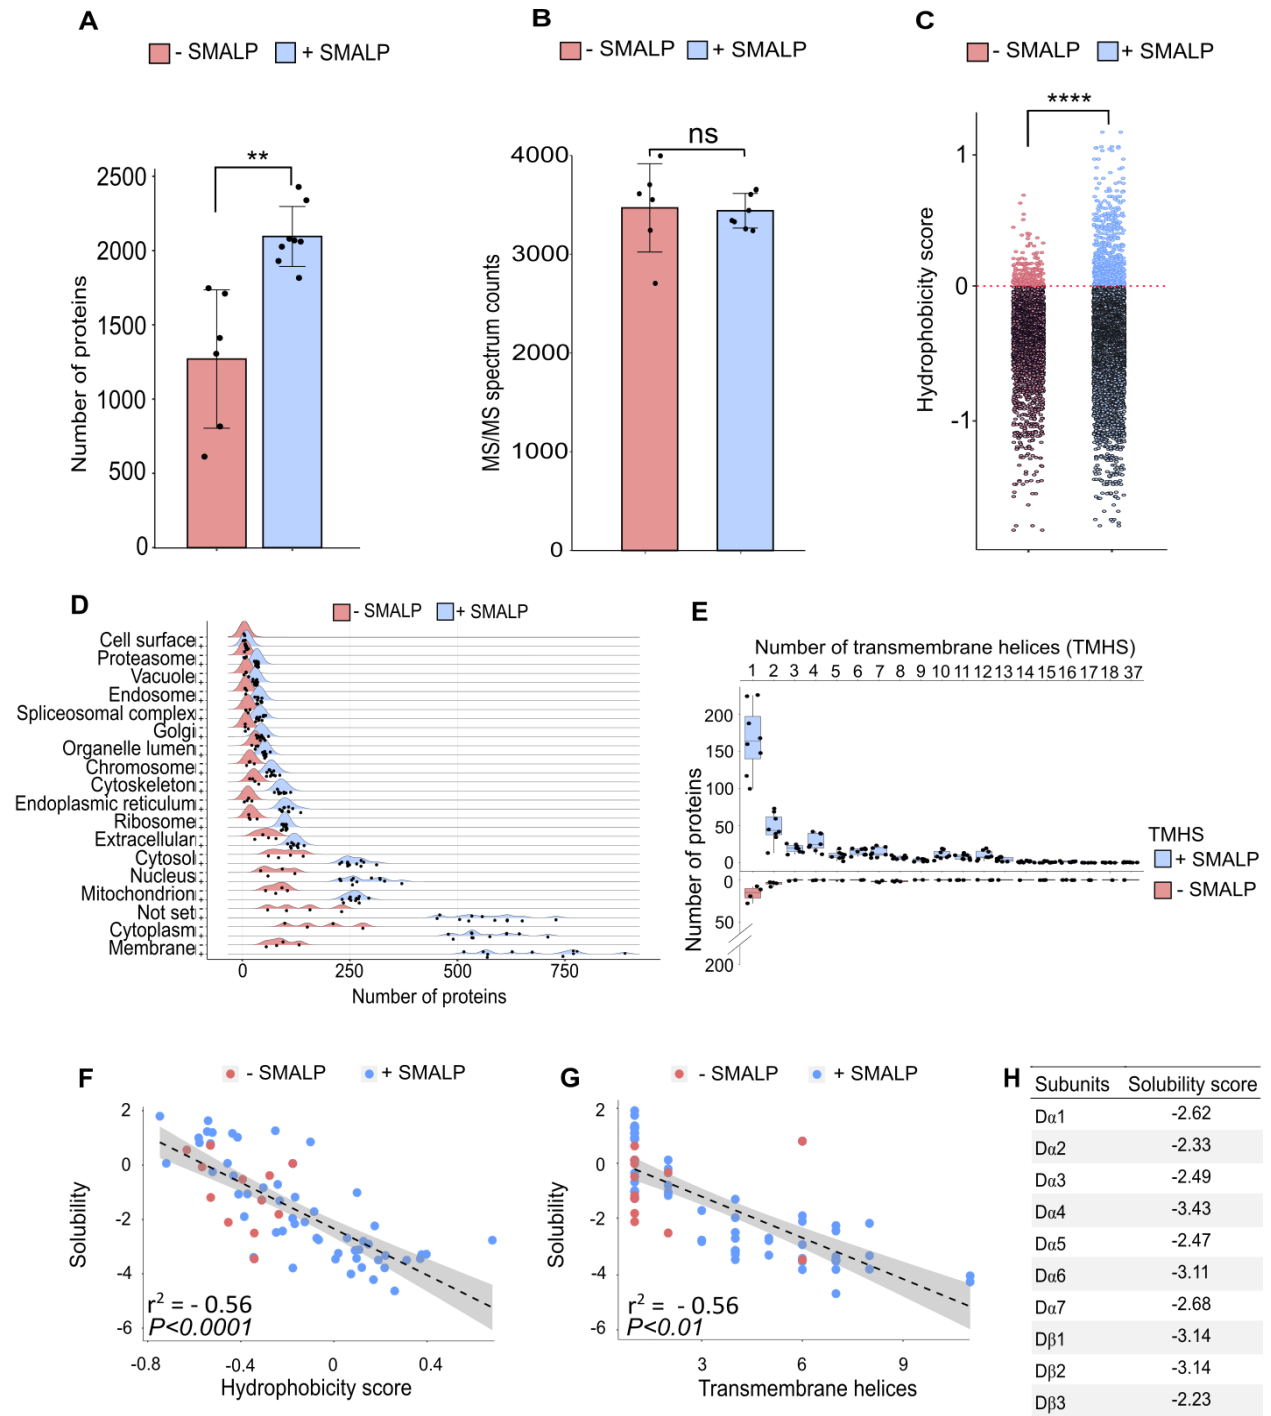 A
- SMALP + SMALP
**
Number of proteins
2500
2000
1500
1000
500
0
B
- SMALP + SMALP
ns
MS/MS spectrum counts
4000
3000
2000
1000
0
C
- SMALP + SMALP
****
Hydrophobicity score
1
0
-1
D
- SMALP + SMALP
Cell surface
Proteasome
Vacuole
Endosome
Spliceosomal complex
Golgi
Organelle lumen
Chromosome
Cytoskeleton
Endoplasmic reticulum
Ribosome
Extracellular
Cytosol
Nucleus
Mitochondrion
Not set
Cytoplasm
Membrane
0 250 500 750
Number of proteins
E
Number of transmembrane helices (TMHS)
1 2 3 4 5 6 7 8 9 10 11 12 13 14 15 16 17 18 37
Number of proteins
200
150
100
50
0
Number of proteins
0
50
200
TMHS
+ SMALP
- SMALP
F
- SMALP + SMALP
Solubility
2
0
-2
-4
-6
r² = - 0.56
P<0.0001
-0.8 -0.4 0 0.4
Hydrophobicity score
G
- SMALP + SMALP
Solubility
2
0
-2
-4
-6
r² = - 0.56
P<0.01
3 6 9
Transmembrane helices
H
Subunits Solubility score
Dα1 -2.62
Dα2 -2.33
Dα3 -2.49
Dα4 -3.43
Dα5 -2.47
Dα6 -3.11
Dα7 -2.68
Dβ1 -3.14
Dβ2 -3.14
Dβ3 -2.23